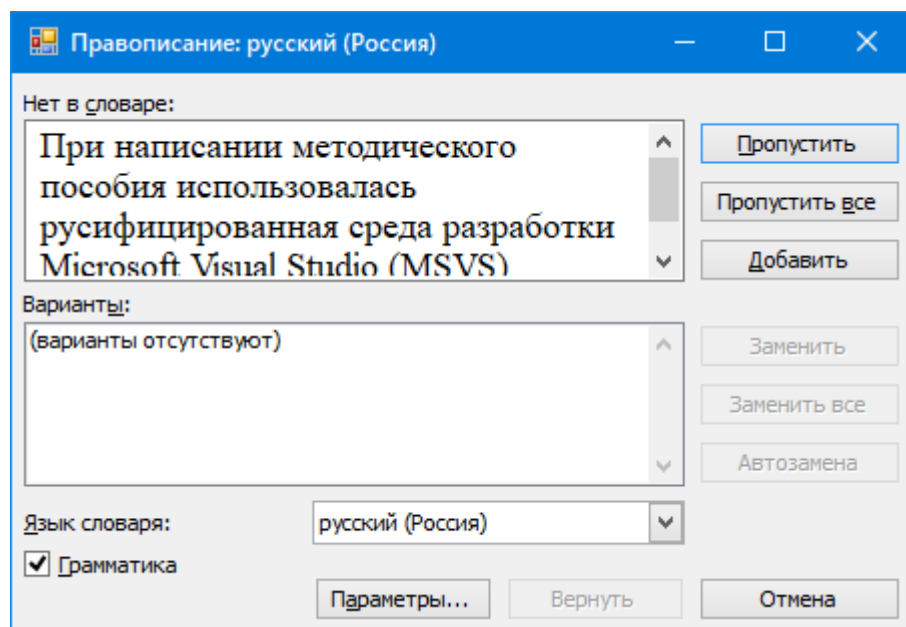 Правописание: русский (Россия)
Нет в словаре:
При написании методического
пособия использовалась
русифицированная среда разработки
Microsoft Visual Studio (MSVS)
Пропустить
Пропустить все
Добавить
Варианты:
(варианты отсутствуют)
Заменить
Заменить все
Автозамена
Язык словаря:
русский (Россия)
Грамматика
Параметры...
Вернуть
Отмена